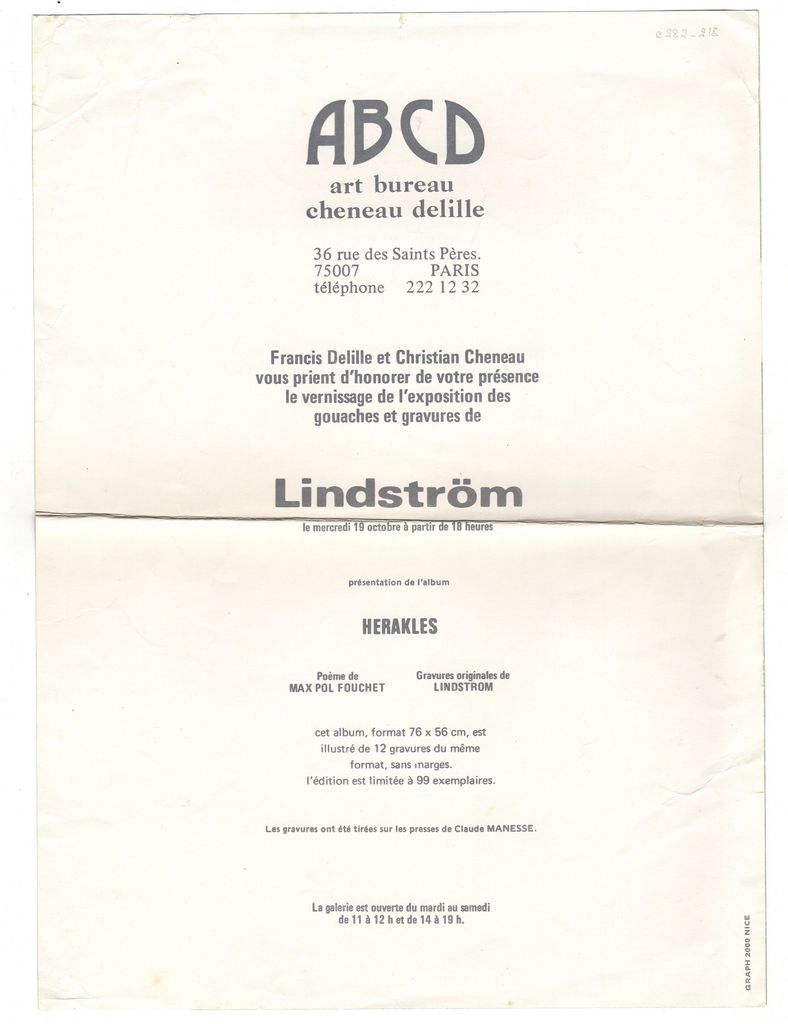 e282-218
ABCD
art bureau
cheneau delille
36 rue des Saints Pères.
75007 PARIS
téléphone 222 12 32
Francis Delille et Christian Cheneau
vous prient d'honorer de votre présence
le vernissage de l'exposition des
gouaches et gravures de
Lindström
le mercredi 19 octobre à partir de 18 heures
présentation de l'album
HERAKLES
Poème de
MAX POL FOUCHET
Gravures originales de
LINDSTROM
cet album, format 76 x 56 cm, est
illustré de 12 gravures du même
format, sans marges.
l'édition est limitée à 99 exemplaires.
Les gravures ont été tirées sur les presses de Claude MANESSE.
La galerie est ouverte du mardi au samedi
de 11 à 12 h et de 14 à 19 h.
GRAPH 2000 NICE